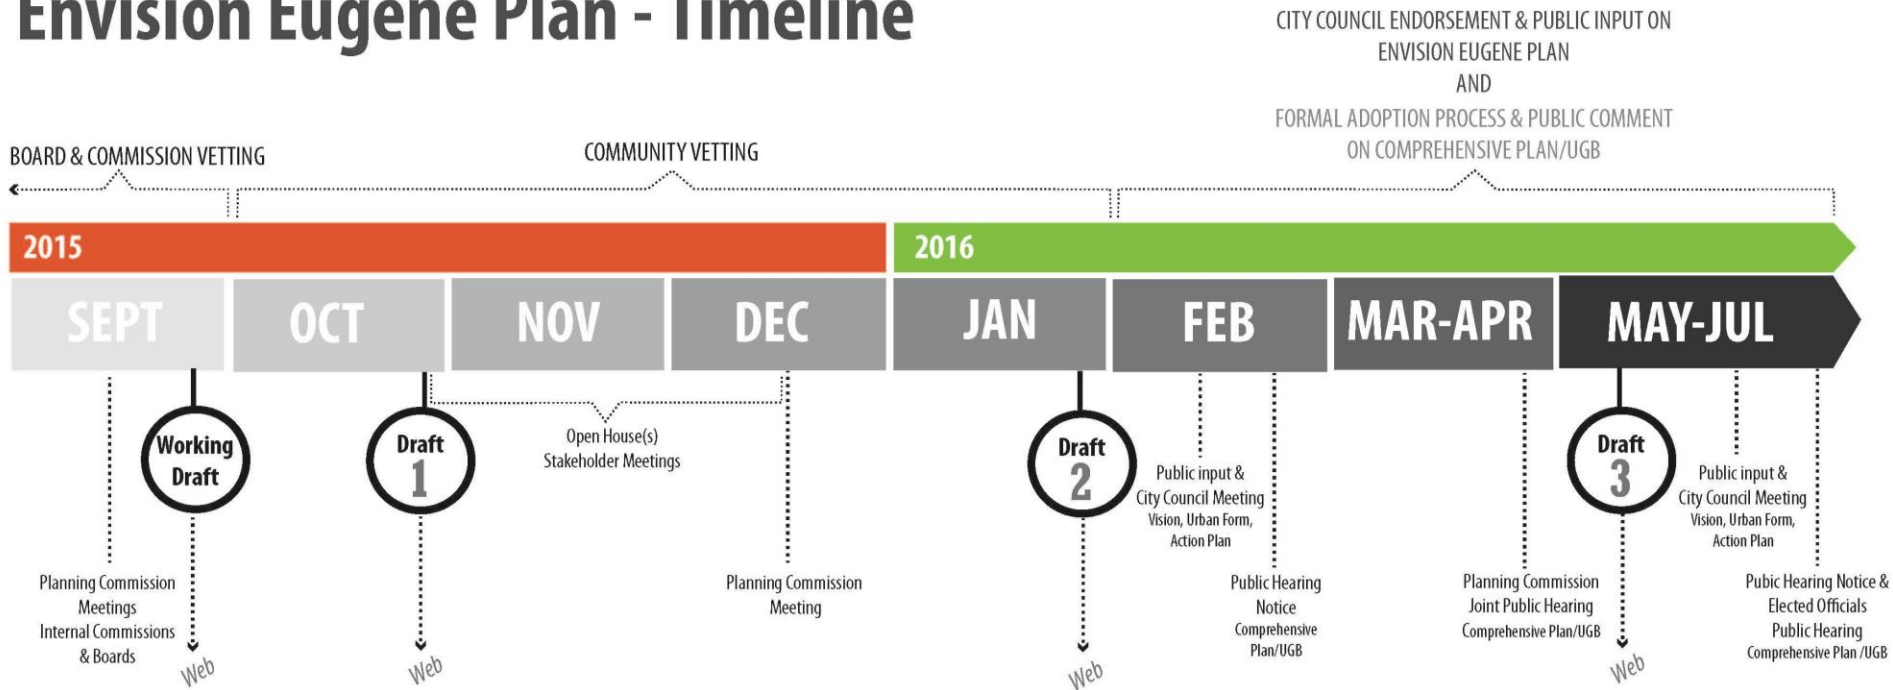 Envision Eugene Plan - Timeline
CITY COUNCIL ENDORSEMENT & PUBLIC INPUT ON
ENVISION EUGENE PLAN
AND
FORMAL ADOPTION PROCESS & PUBLIC COMMENT
ON COMPREHENSIVE PLAN/UGB
BOARD & COMMISSION VETTING
COMMUNITY VETTING
2015
2016
SEPT
OCT
NOV
DEC
JAN
FEB
MAR-APR
MAY-JUL
Working
Draft
Draft
1
Open House(s)
Stakeholder Meetings
Draft
2
Public input &
City Council Meeting
Vision, Urban Form,
Action Plan
Draft
3
Public input &
City Council Meeting
Vision, Urban Form,
Action Plan
Planning Commission
Meetings
Internal Commissions
& Boards
Web
Web
Planning Commission
Meeting
Web
Public Hearing
Notice
Comprehensive
Plan/UGB
Planning Commission
Joint Public Hearing
Comprehensive Plan/UGB
Web
Pubic Hearing Notice &
Elected Officials
Public Hearing
Comprehensive Plan /UGB